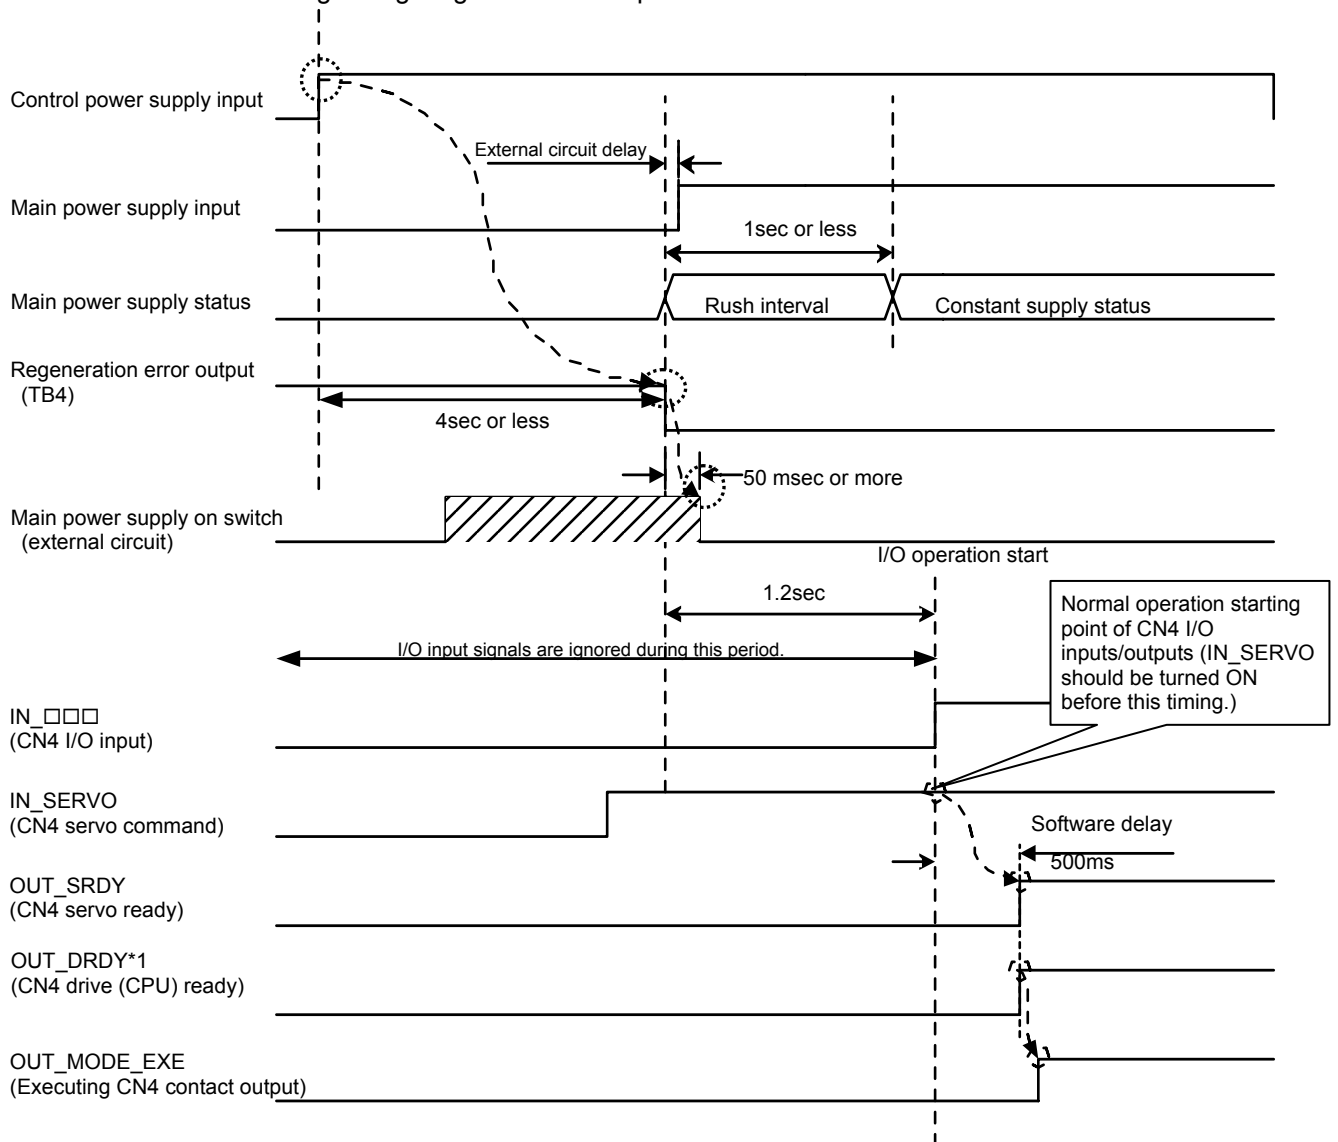 Control power supply input
External circuit delay
Main power supply input
1sec or less
Main power supply status
Rush interval
Constant supply status
Regeneration error output
(TB4)
4sec or less
50 msec or more
Main power supply on switch
(external circuit)
I/O operation start
1.2sec
Normal operation starting
point of CN4 I/O
inputs/outputs (IN_SERVO
should be turned ON
before this timing.)
I/O input signals are ignored during this period.
IN_□□□
(CN4 I/O input)
IN_SERVO
(CN4 servo command)
Software delay
500ms
OUT_SRDY
(CN4 servo ready)
OUT_DRDY*1
(CN4 drive (CPU) ready)
OUT_MODE_EXE
(Executing CN4 contact output)